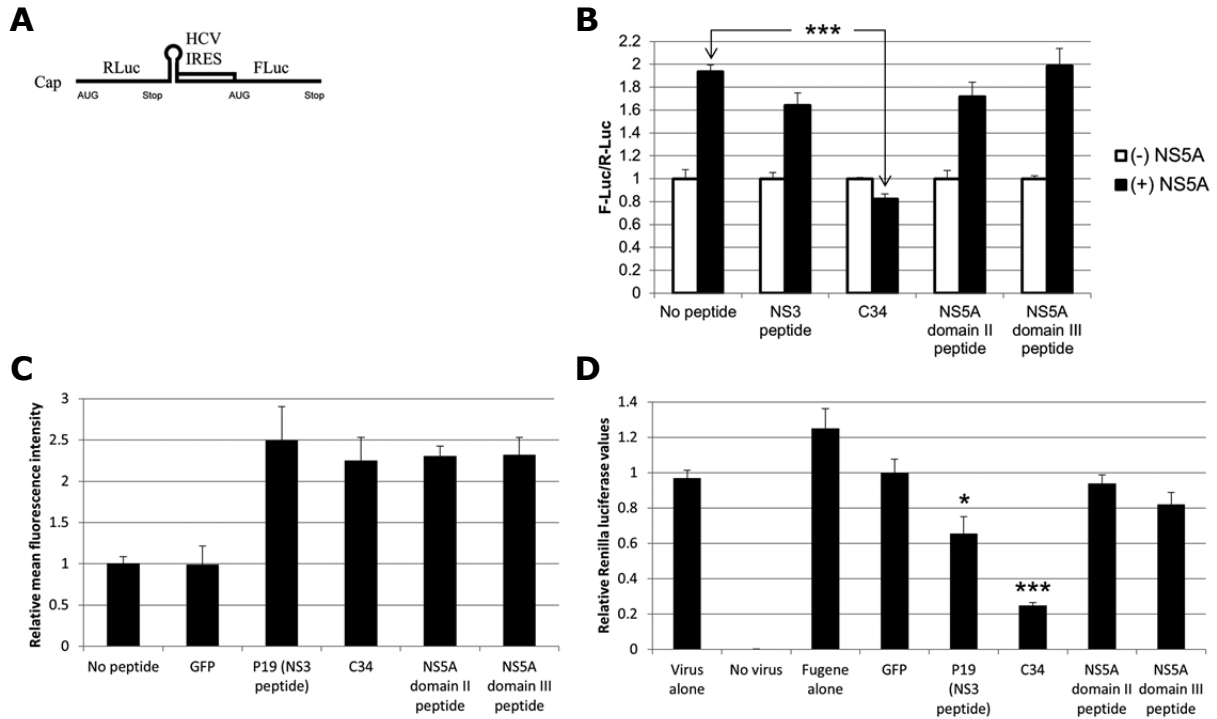 A
HCV
IRES
RLuc
FLuc
Cap
AUG
Stop
AUG
Stop
B
***
2.2
2
1.8
1.6
1.4
1.2
1
0.8
0.6
0.4
0.2
0
F-Luc/R-Luc
No peptide
NS3
peptide
C34
NS5A
domain II
peptide
NS5A
domain III
peptide
(-) NS5A
(+) NS5A
C
3
2.5
2
1.5
1
0.5
0
Relative mean fluorescence intensity
No peptide
GFP
P19 (NS3
peptide)
C34
NS5A
domain II
peptide
NS5A
domain III
peptide
D
1.4
1.2
1
0.8
0.6
0.4
0.2
0
Relative Renilla luciferase values
*
***
Virus
alone
No virus
Fugene
alone
GFP
P19
(NS3
peptide)
C34
NS5A
domain II
peptide
NS5A
domain III
peptide